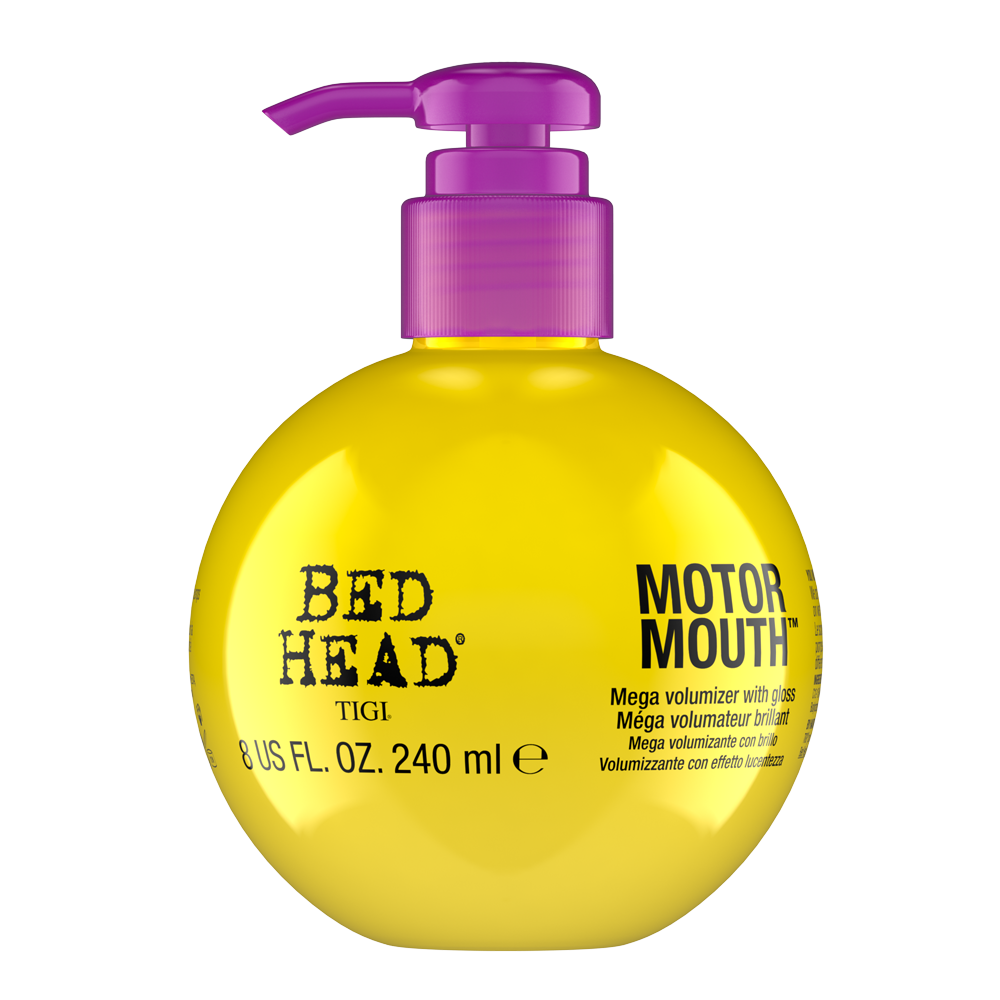 BED
HEAD®
TIGI®
8 US FL. OZ. 240 ml ℮
MOTOR
MOUTH™
Mega volumizer with gloss
Méga volumateur brillant
Mega volumizante con brillo
Volumizzante con effetto lucentezza